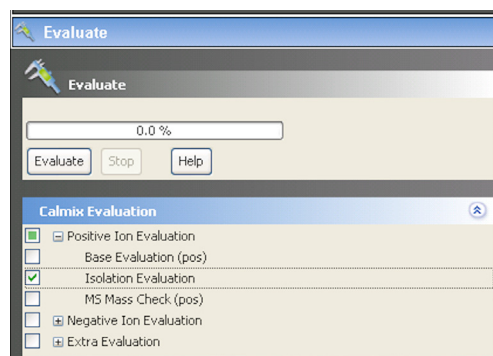 Evaluate
Evaluate
0.0 %
Evaluate Stop Help
Calmix Evaluation
Positive Ion Evaluation
Base Evaluation (pos)
Isolation Evaluation
MS Mass Check (pos)
Negative Ion Evaluation
Extra Evaluation